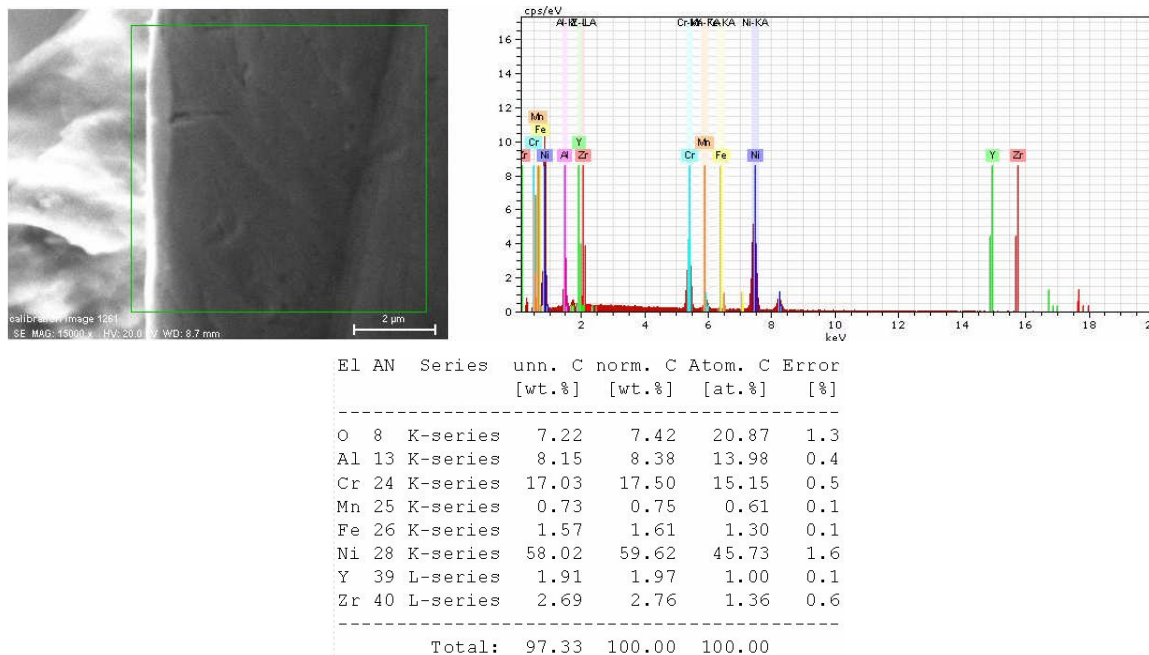 calibration image 1261
SE MAG: 15000 x HV: 20.0 kV WD: 8.7 mm
2 µm
cps/eV
Ni-KA
16
14
12
10
8
6
4
2
0
Mn
Fe
Cr
Ni
Al
Y
Zr
Cr
Mn
Fe
Ni
Y
Zr
2 4 6 8 10 12 14 16 18
keV
El AN Series unn. C norm. C Atom. C Error
[wt.%] [wt.%] [at.%] [%]
O 8 K-series 7.22 7.42 20.87 1.3
Al 13 K-series 8.15 8.38 13.98 0.4
Cr 24 K-series 17.03 17.50 15.15 0.5
Mn 25 K-series 0.73 0.75 0.61 0.1
Fe 26 K-series 1.57 1.61 1.30 0.1
Ni 28 K-series 58.02 59.62 45.73 1.6
Y 39 L-series 1.91 1.97 1.00 0.1
Zr 40 L-series 2.69 2.76 1.36 0.6
Total: 97.33 100.00 100.00